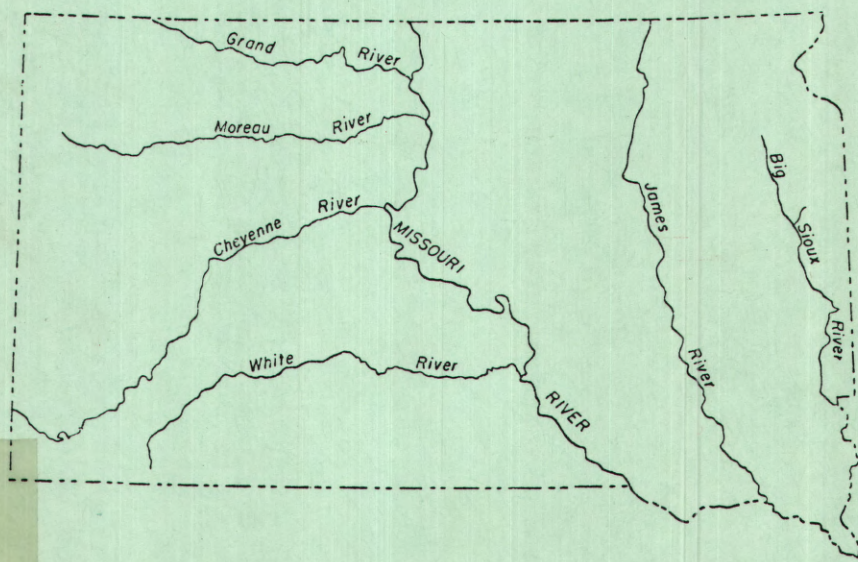 Grand River
Moreau River
Cheyenne River
MISSOURI RIVER
White River
James River
Big Sioux River